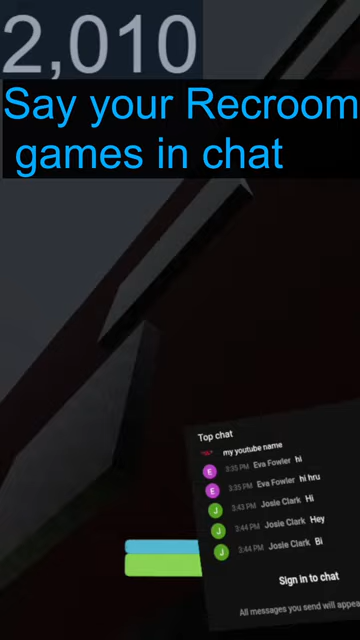 2,010
Say your Recroom
games in chat
Top chat
my youtube name
3:35 PM Eva Fowler hi
3:35 PM Eva Fowler hi hru
3:43 PM Josie Clark Hi
3:44 PM Josie Clark Hey
3:44 PM Josie Clark Bi
Sign in to chat
All messages you send will appea